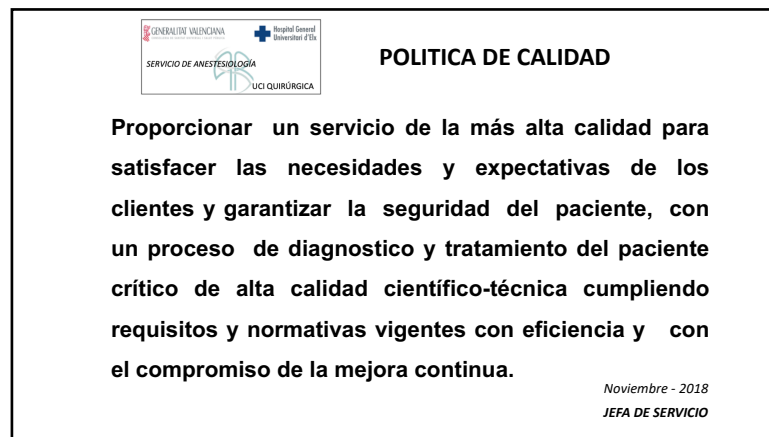 GENERALITAT VALENCIANA
Hospital General
Universitari d'Elx
SERVICIO DE ANESTESIOLOGÍA
UCI QUIRÚRGICA
POLITICA DE CALIDAD
Proporcionar un servicio de la más alta calidad para
satisfacer las necesidades y expectativas de los
clientes y garantizar la seguridad del paciente, con
un proceso de diagnostico y tratamiento del paciente
crítico de alta calidad científico-técnica cumpliendo
requisitos y normativas vigentes con eficiencia y con
el compromiso de la mejora continua.
Noviembre - 2018
JEFA DE SERVICIO